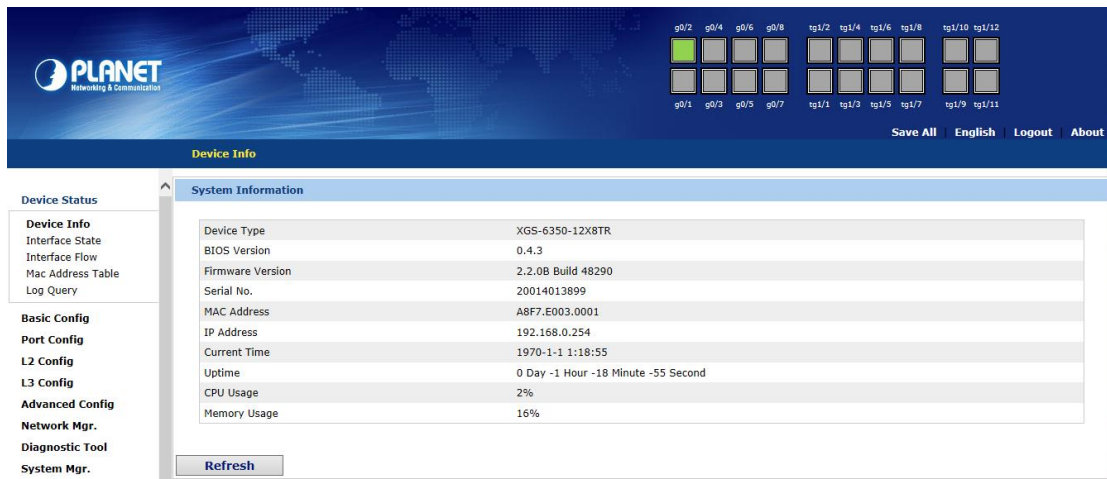 g0/2 g0/4 g0/6 g0/8 tg1/2 tg1/4 tg1/6 tg1/8 tg1/10 tg1/12
PLANET
Networking & Communication
g0/1 g0/3 g0/5 g0/7 tg1/1 tg1/3 tg1/5 tg1/7 tg1/9 tg1/11
Save All English Logout About
Device Info
Device Status
Device Info
Interface State
Interface Flow
Mac Address Table
Log Query
Basic Config
Port Config
L2 Config
L3 Config
Advanced Config
Network Mgr.
Diagnostic Tool
System Mgr.
System Information
Device Type XGS-6350-12X8TR
BIOS Version 0.4.3
Firmware Version 2.2.0B Build 48290
Serial No. 20014013899
MAC Address A8F7.E003.0001
IP Address 192.168.0.254
Current Time 1970-1-1 1:18:55
Uptime 0 Day -1 Hour -18 Minute -55 Second
CPU Usage 2%
Memory Usage 16%
Refresh